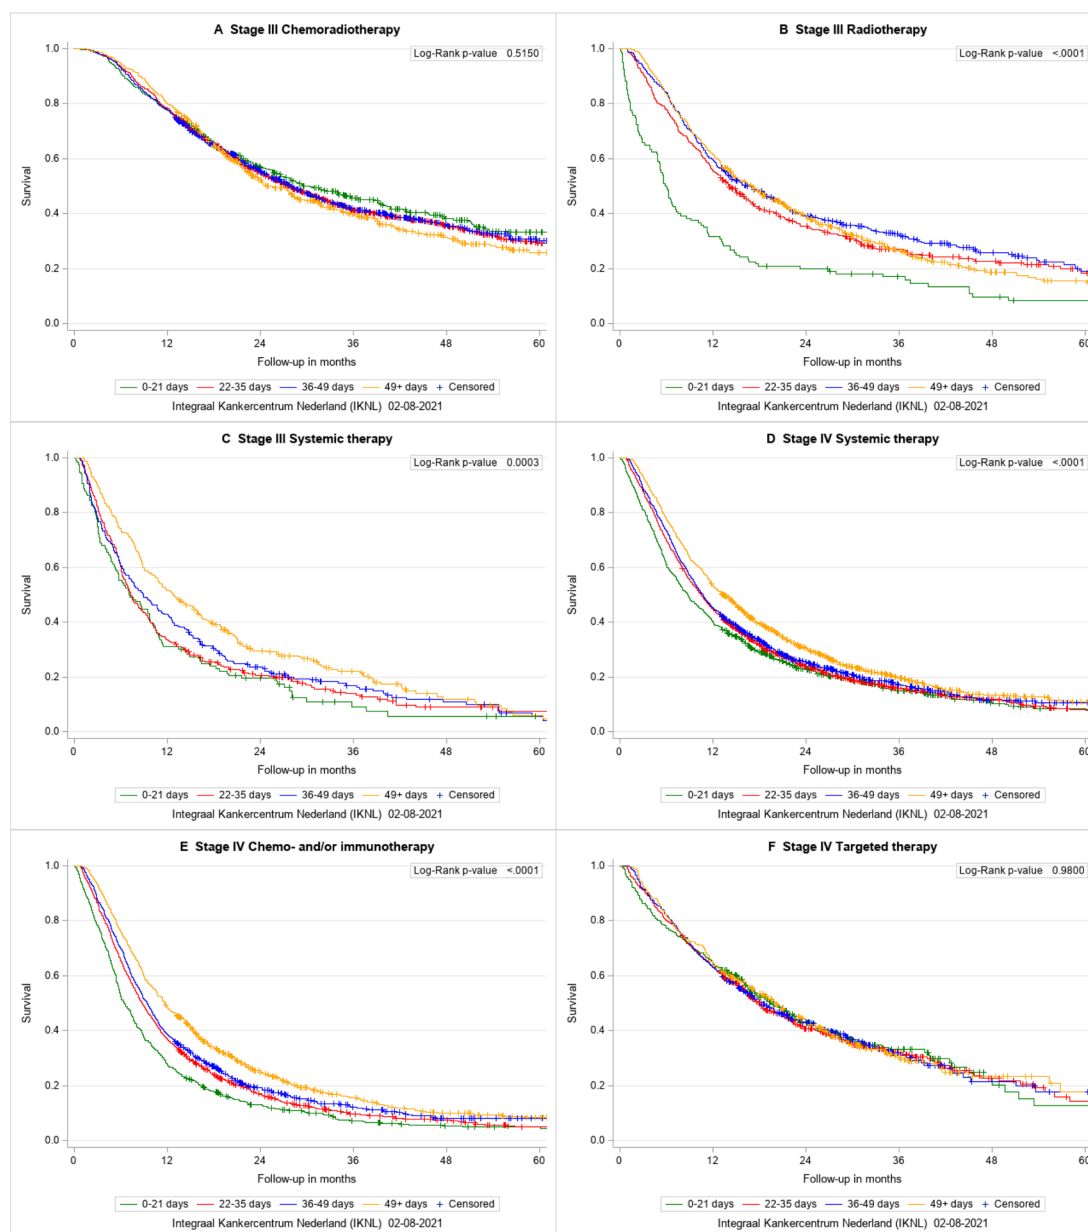 A Stage III Chemoradiotherapy
Log-Rank p-value 0.5150
Survival
1.0
0.8
0.6
0.4
0.2
0.0
0 12 24 36 48 60
Follow-up in months
0-21 days 22-35 days 36-49 days 49+ days + Censored
Integraal Kankercentrum Nederland (IKNL) 02-08-2021
B Stage III Radiotherapy
Log-Rank p-value <.0001
Survival
1.0
0.8
0.6
0.4
0.2
0.0
0 12 24 36 48 60
Follow-up in months
0-21 days 22-35 days 36-49 days 49+ days + Censored
Integraal Kankercentrum Nederland (IKNL) 02-08-2021
C Stage III Systemic therapy
Log-Rank p-value 0.0003
Survival
1.0
0.8
0.6
0.4
0.2
0.0
0 12 24 36 48 60
Follow-up in months
0-21 days 22-35 days 36-49 days 49+ days + Censored
Integraal Kankercentrum Nederland (IKNL) 02-08-2021
D Stage IV Systemic therapy
Log-Rank p-value <.0001
Survival
1.0
0.8
0.6
0.4
0.2
0.0
0 12 24 36 48 60
Follow-up in months
0-21 days 22-35 days 36-49 days 49+ days + Censored
Integraal Kankercentrum Nederland (IKNL) 02-08-2021
E Stage IV Chemo- and/or immunotherapy
Log-Rank p-value <.0001
Survival
1.0
0.8
0.6
0.4
0.2
0.0
0 12 24 36 48 60
Follow-up in months
0-21 days 22-35 days 36-49 days 49+ days + Censored
Integraal Kankercentrum Nederland (IKNL) 02-08-2021
F Stage IV Targeted therapy
Log-Rank p-value 0.9800
Survival
1.0
0.8
0.6
0.4
0.2
0.0
0 12 24 36 48 60
Follow-up in months
0-21 days 22-35 days 36-49 days 49+ days + Censored
Integraal Kankercentrum Nederland (IKNL) 02-08-2021